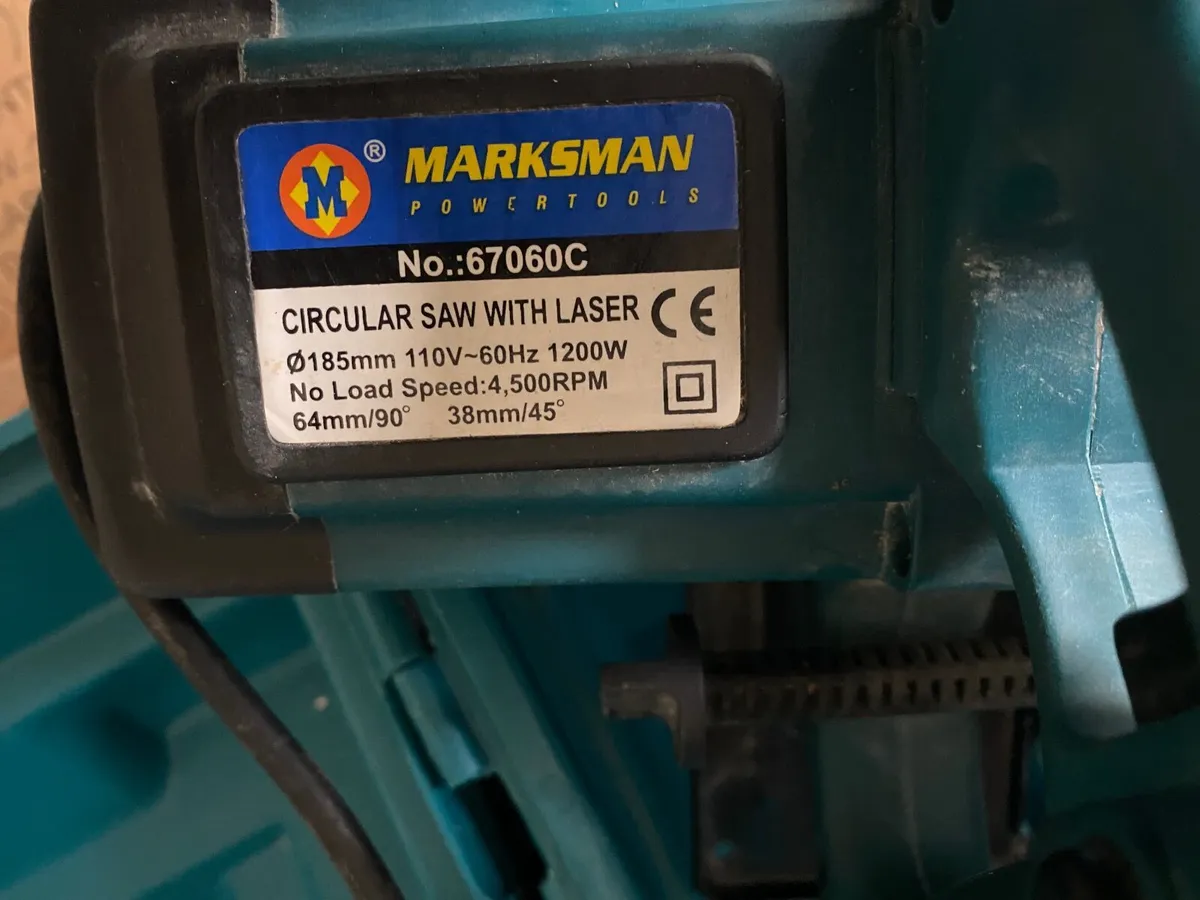 M ® MARKSMAN
POWERTOOLS
No.:67060C
CIRCULAR SAW WITH LASER CE
Ø185mm 110V~60Hz 1200W
No Load Speed:4,500RPM
64mm/90° 38mm/45°